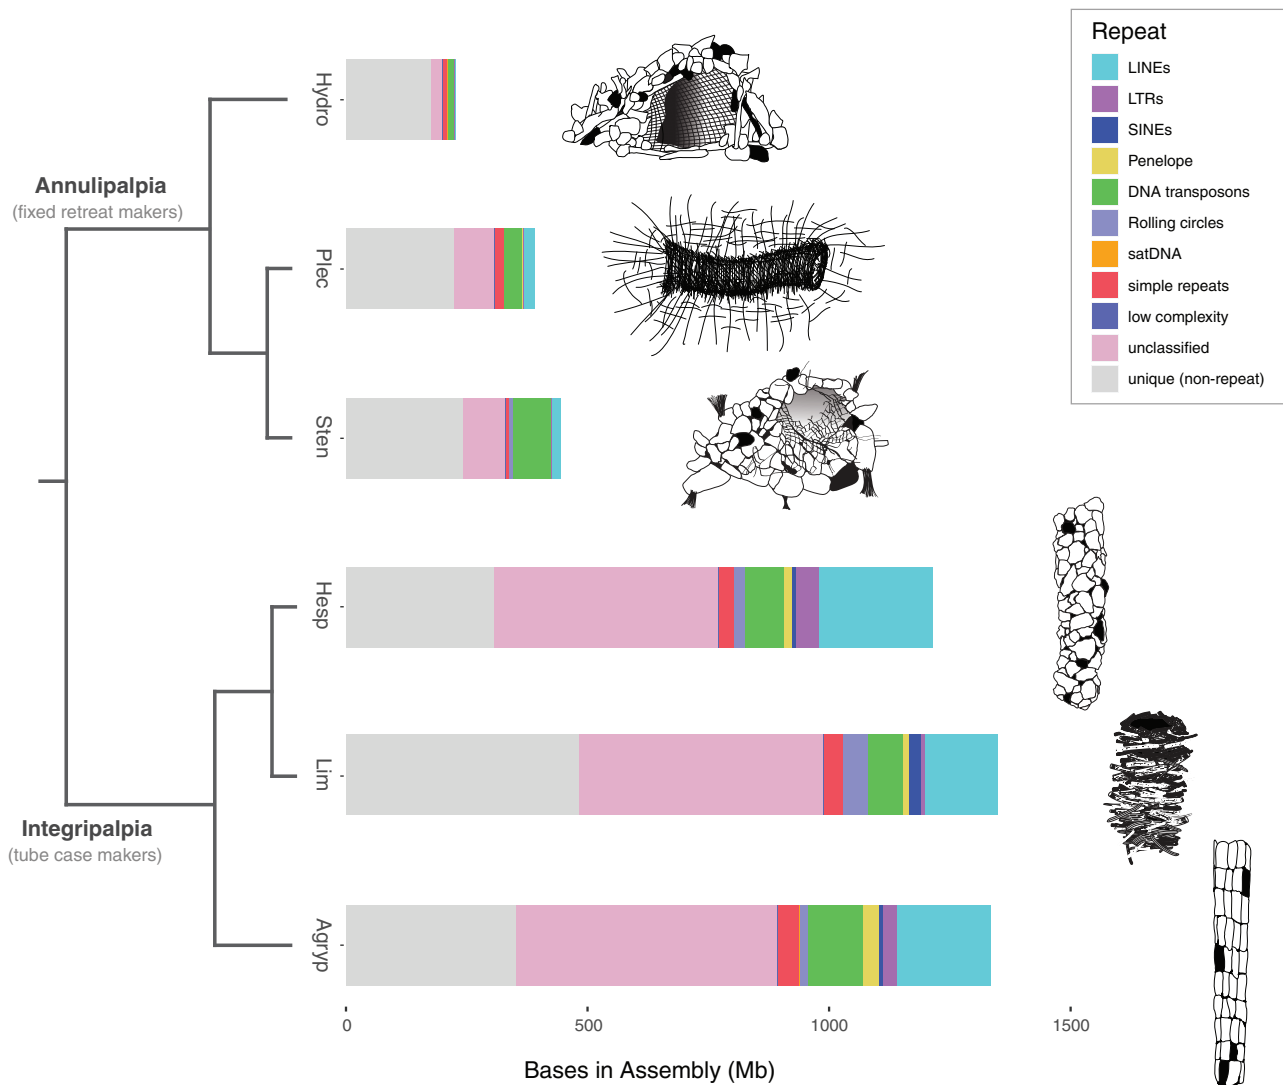 Repeat
LINEs
LTRs
SINEs
Penelope
DNA transposons
Rolling circles
satDNA
simple repeats
low complexity
unclassified
unique (non-repeat)
Annulipalpia
(fixed retreat makers)
Integripalpia
(tube case makers)
Hydro
Plec
Sten
Hesp
Lim
Agryp
0
500
1000
1500
Bases in Assembly (Mb)